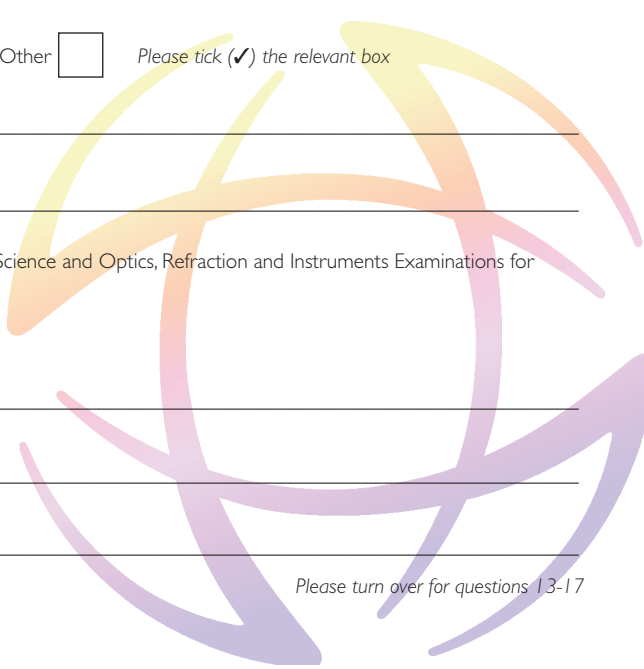 Other Please tick (✓) the relevant box
Science and Optics, Refraction and Instruments Examinations for
Please turn over for questions 13-17